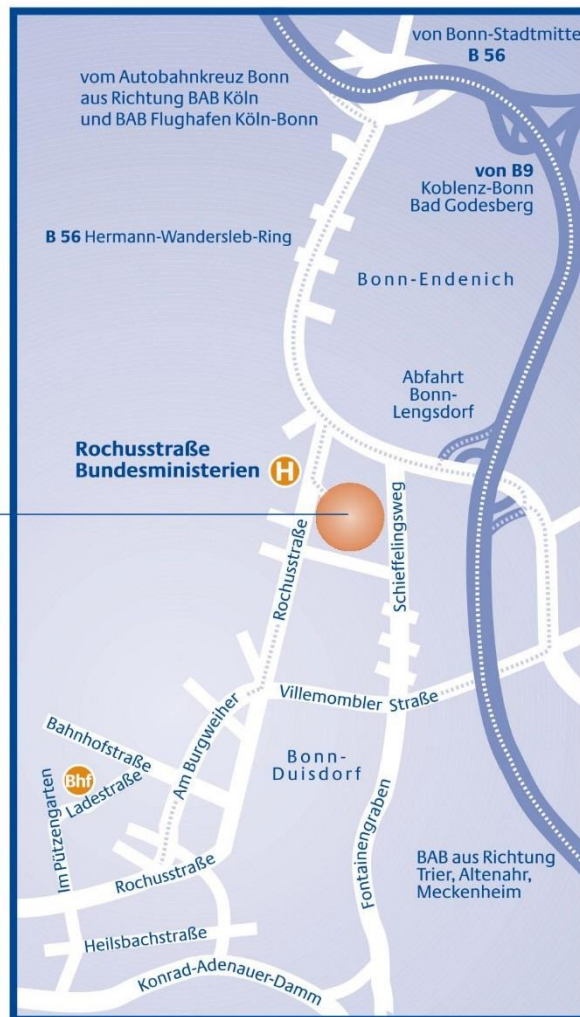 von Bonn-Stadtmitte
B 56
vom Autobahnkreuz Bonn
aus Richtung BAB Köln
und BAB Flughafen Köln-Bonn
von B9
Koblenz-Bonn
Bad Godesberg
B 56 Hermann-Wandersleb-Ring
Bonn-Endenich
Abfahrt
Bonn-
Lengsdorf
Rochusstraße
Bundesministerien
H
Rochusstraße
Schieffelingsweg
Villemombler Straße
Am Burgweiher
Bahnhofstraße
Bhf
Ladestraße
Im Pützengarten
Bonn-
Duisdorf
Fontainengraben
Rochusstraße
BAB aus Richtung
Trier, Altenahr,
Meckenheim
Heilsbachstraße
Konrad-Adenauer-Damm